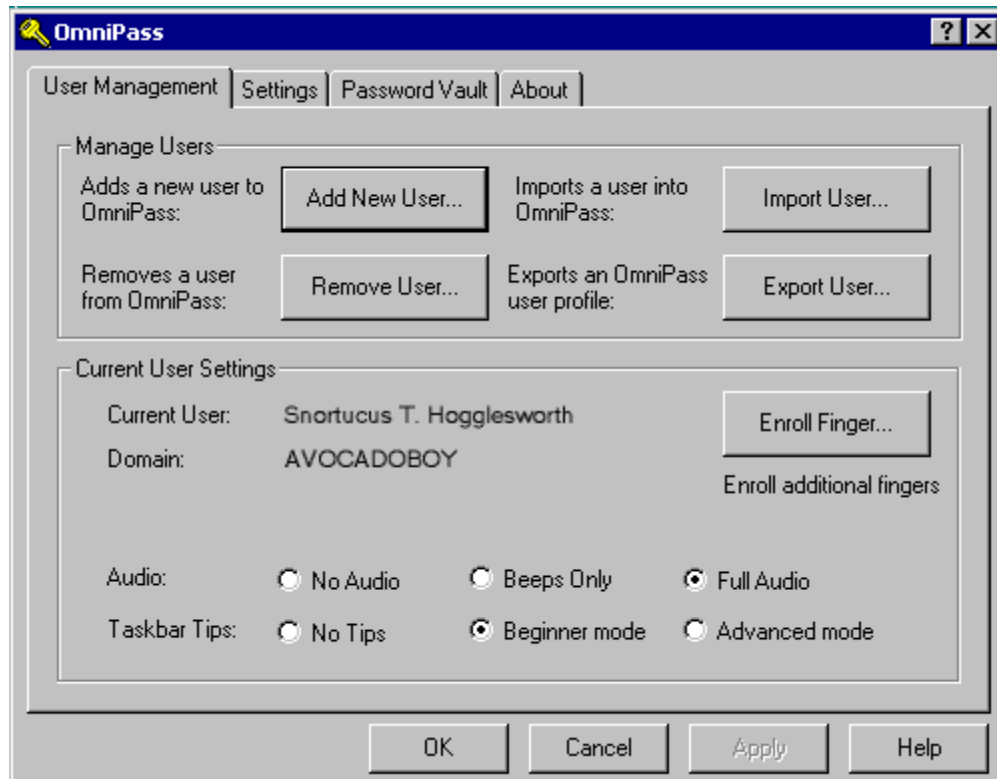 OmniPass
User Management Settings Password Vault About
Manage Users
Adds a new user to
OmniPass:
Add New User...
Imports a user into
OmniPass:
Import User...
Removes a user
from OmniPass:
Remove User...
Exports an OmniPass
user profile:
Export User...
Current User Settings
Current User: Snortucus T. Hogglesworth
Enroll Finger...
Domain: AVOCADOBOY
Enroll additional fingers
Audio: No Audio Beeps Only Full Audio
Taskbar Tips: No Tips Beginner mode Advanced mode
OK Cancel Apply Help